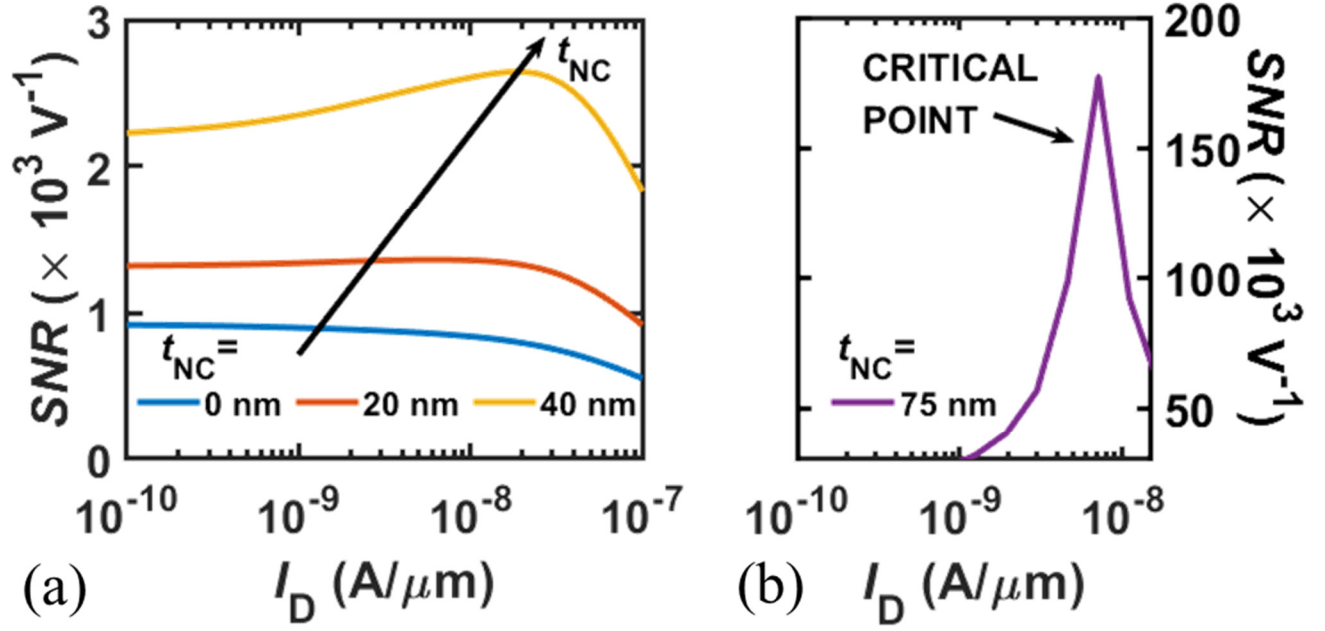 3
2
1
0
SNR (× 10³ V⁻¹)
t_NC
t_NC=
0 nm 20 nm 40 nm
10⁻¹⁰ 10⁻⁹ 10⁻⁸ 10⁻⁷
(a) I_D (A/μm)
CRITICAL
POINT
t_NC=
75 nm
200
150
100
50
SNR (× 10³ V⁻¹)
10⁻¹⁰ 10⁻⁹ 10⁻⁸
(b) I_D (A/μm)